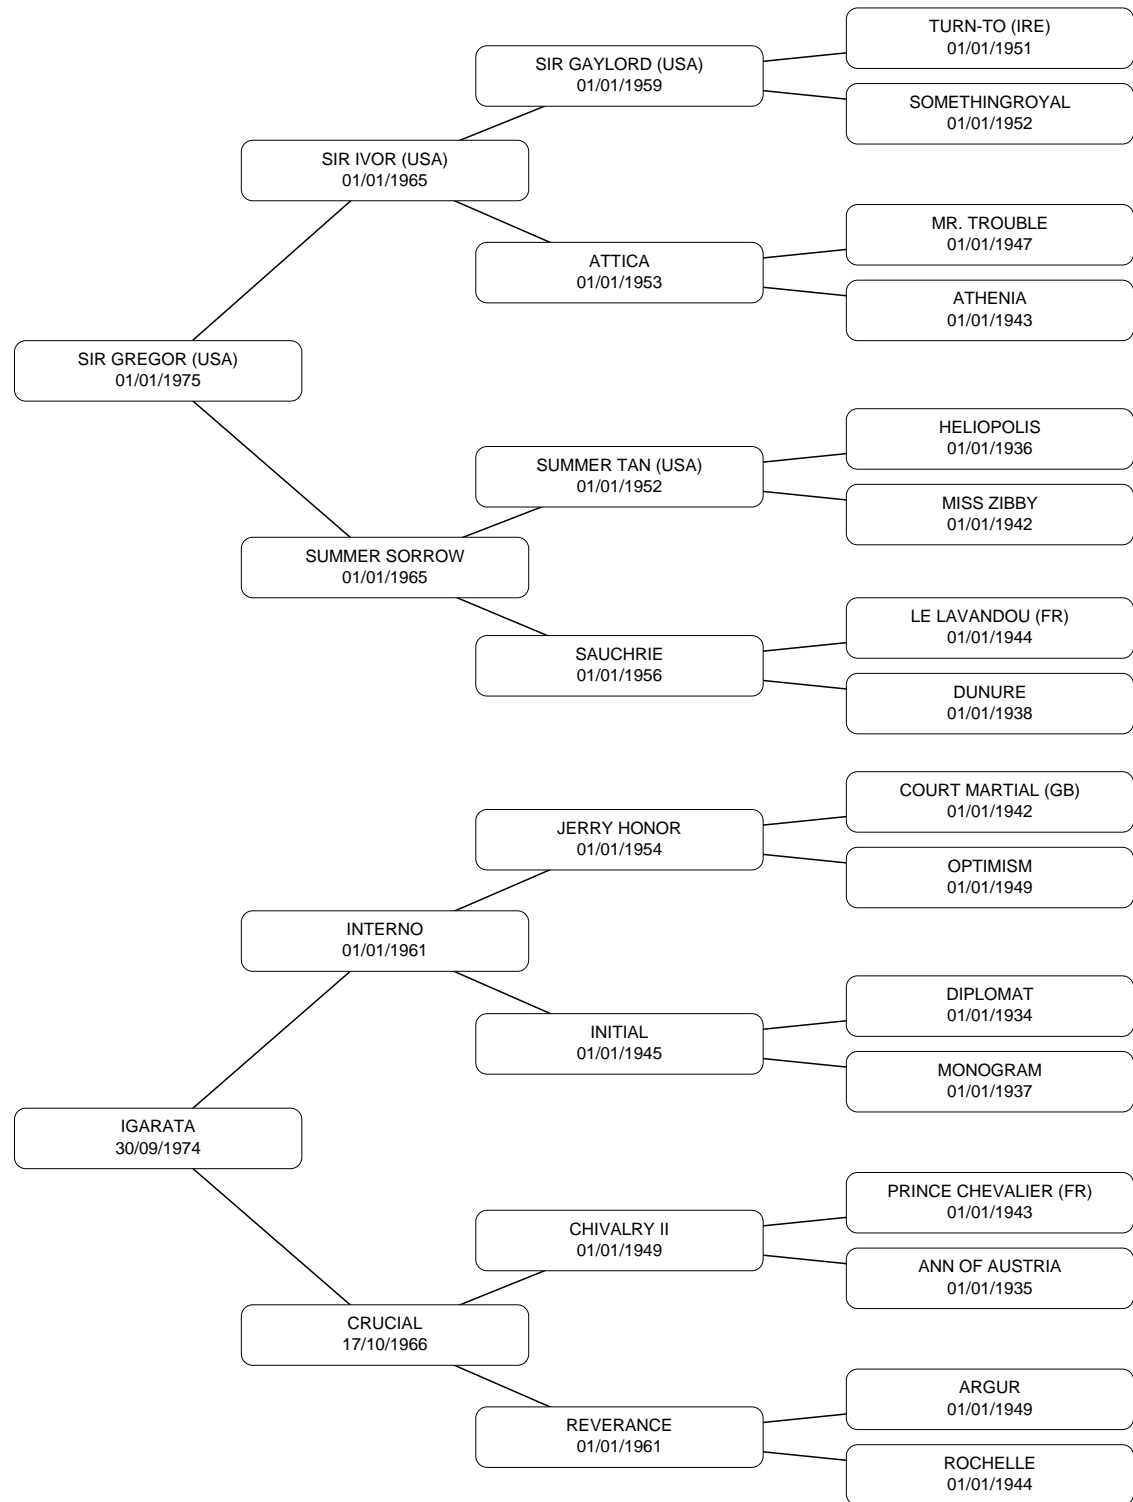 TURN-TO (IRE)
01/01/1951
SIR GAYLORD (USA)
01/01/1959
SOMETHINGROYAL
01/01/1952
SIR IVOR (USA)
01/01/1965
MR. TROUBLE
01/01/1947
ATTICA
01/01/1953
ATHENIA
01/01/1943
SIR GREGOR (USA)
01/01/1975
HELIOPOLIS
01/01/1936
SUMMER TAN (USA)
01/01/1952
MISS ZIBBY
01/01/1942
SUMMER SORROW
01/01/1965
LE LAVANDOU (FR)
01/01/1944
SAUCHRIE
01/01/1956
DUNURE
01/01/1938
COURT MARTIAL (GB)
01/01/1942
JERRY HONOR
01/01/1954
OPTIMISM
01/01/1949
INTERNO
01/01/1961
DIPLOMAT
01/01/1934
INITIAL
01/01/1945
MONOGRAM
01/01/1937
IGARATA
30/09/1974
PRINCE CHEVALIER (FR)
01/01/1943
CHIVALRY II
01/01/1949
ANN OF AUSTRIA
01/01/1935
CRUCIAL
17/10/1966
ARGUR
01/01/1949
REVERANCE
01/01/1961
ROCHELLE
01/01/1944